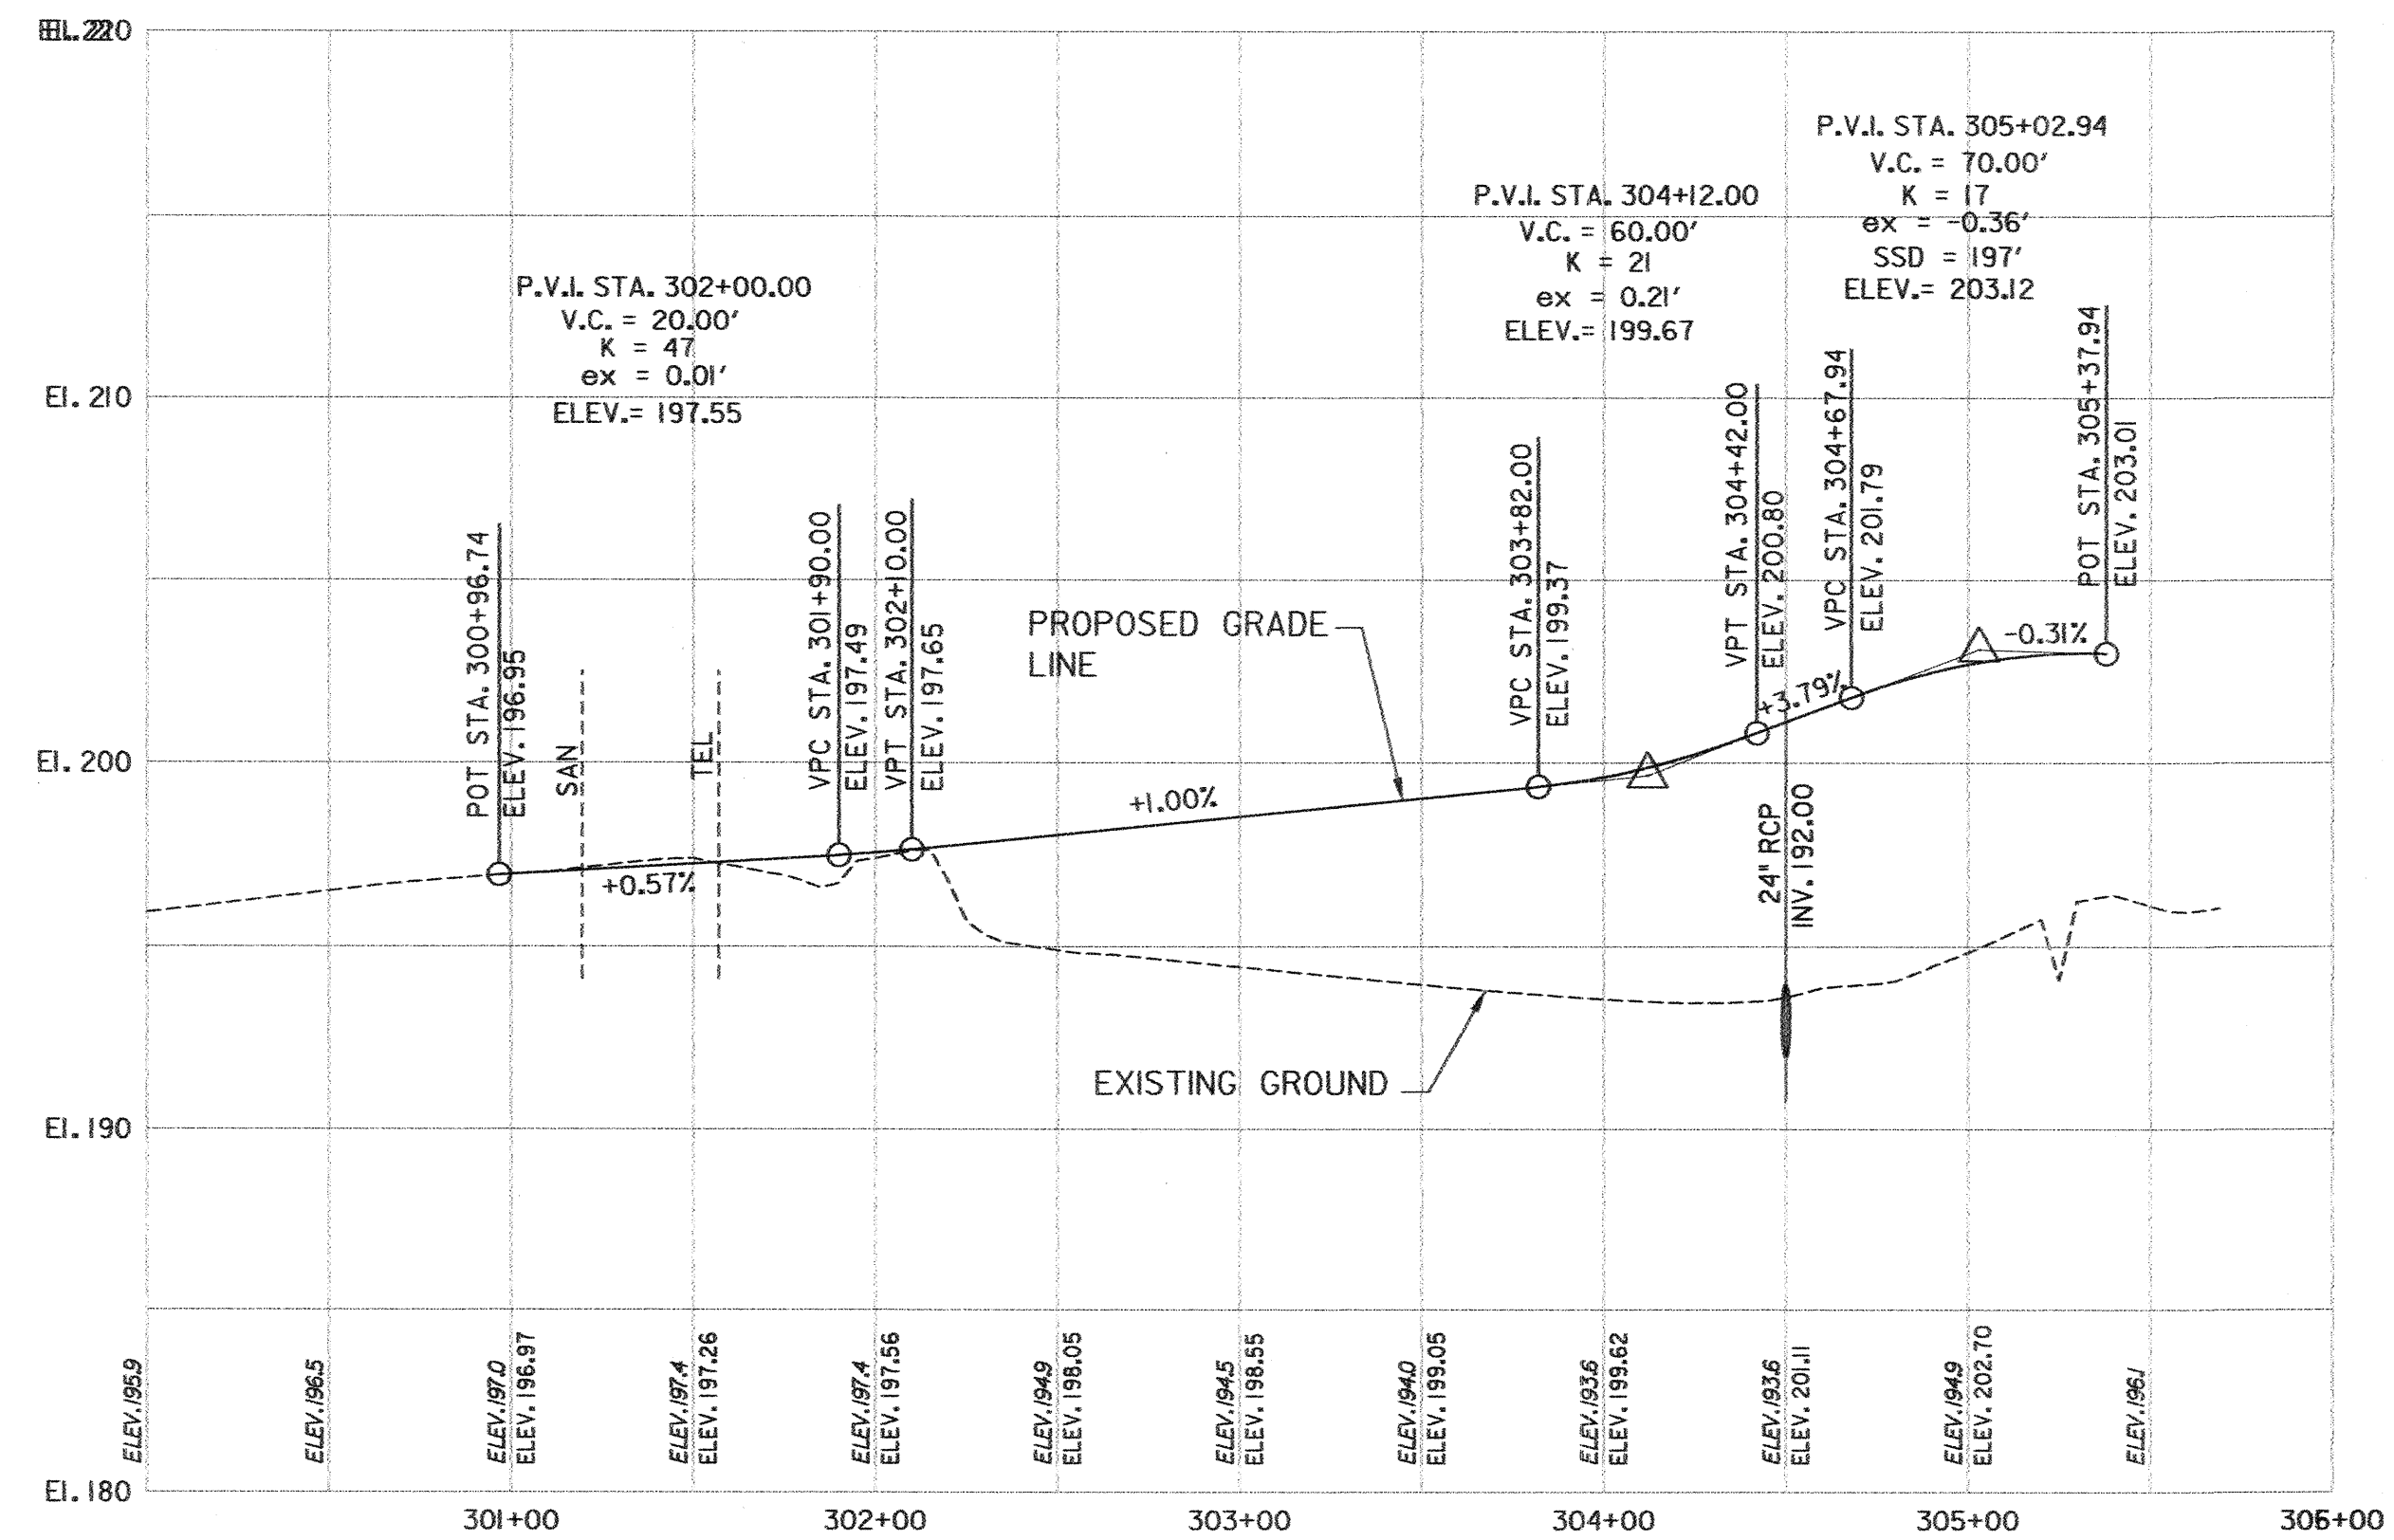 El. 210
El. 200
El. 190
El. 180
P.V.I. STA. 302+00.00
V.C. = 20.00'
K = 47
ex = 0.01'
ELEV.= 197.55
P.V.I. STA. 304+12.00
V.C. = 60.00'
K = 21
ex = 0.21'
ELEV.= 199.67
P.V.I. STA. 305+02.94
V.C. = 70.00'
K = 17
ex = -0.36'
SSD = 197'
ELEV.= 203.12
POT STA. 300+96.74
ELEV. 196.95
SAN
TEL
VPC STA. 301+90.00
ELEV. 197.49
VPT STA. 302+10.00
ELEV. 197.65
PROPOSED GRADE
LINE
VPC STA. 303+82.00
ELEV. 199.37
VPT STA. 304+42.00
ELEV. 200.80
VPC STA. 304+67.94
ELEV. 201.79
POT STA. 305+37.94
ELEV. 203.01
+0.57%
+1.00%
+3.79%
-0.31%
24" RCP
INV. 192.00
EXISTING GROUND
ELEV. 195.9
ELEV. 196.5
ELEV. 197.0
ELEV. 196.97
ELEV. 197.4
ELEV. 197.26
ELEV. 197.4
ELEV. 197.56
ELEV. 194.9
ELEV. 198.05
ELEV. 194.5
ELEV. 198.55
ELEV. 194.0
ELEV. 199.05
ELEV. 193.6
ELEV. 199.62
ELEV. 193.6
ELEV. 201.11
ELEV. 194.9
ELEV. 202.70
ELEV. 196.1
301+00
302+00
303+00
304+00
305+00
306+00